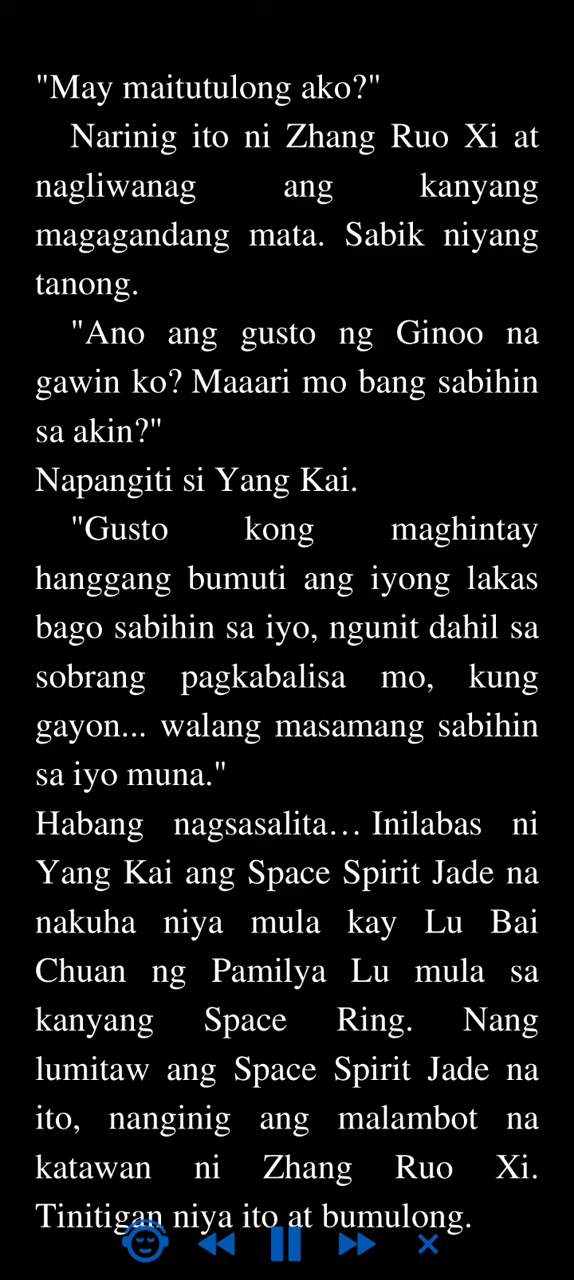 "May maitutulong ako?"
Narinig ito ni Zhang Ruo Xi at
nagliwanag ang kanyang
magagandang mata. Sabik niyang
tanong.
"Ano ang gusto ng Ginoo na
gawin ko? Maaari mo bang sabihin
sa akin?"
Napangiti si Yang Kai.
"Gusto kong maghintay
hanggang bumuti ang iyong lakas
bago sabihin sa iyo, ngunit dahil sa
sobrang pagkabalisa mo, kung
gayon... walang masamang sabihin
sa iyo muna."
Habang nagsasalita… Inilabas ni
Yang Kai ang Space Spirit Jade na
nakuha niya mula kay Lu Bai
Chuan ng Pamilya Lu mula sa
kanyang Space Ring. Nang
lumitaw ang Space Spirit Jade na
ito, nanginig ang malambot na
katawan ni Zhang Ruo Xi.
Tinitigan niya ito at bumulong.